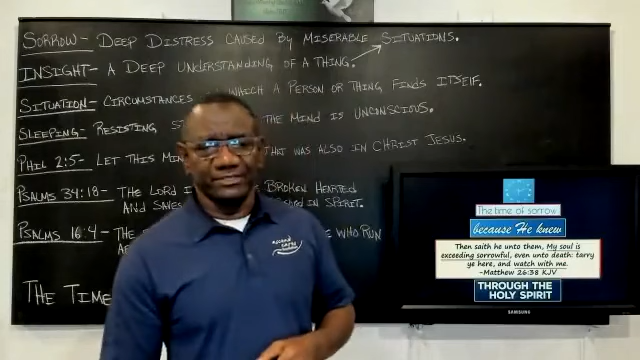 SORROW- DEEP DISTRESS CAUSED BY MISERABLE SITUATIONS.
INSIGHT- A DEEP UNDERSTANDING OF A THING.
SITUATION- CIRCUMSTANCES WHICH A PERSON OR THING FINDS ITSELF.
SLEEPING- RESISTING THE MIND IS UNCONSCIOUS.
PHIL 2:5- LET THIS MIN THAT WAS ALSO IN CHRIST JESUS.
PSALMS 34:18- THE LORD BROKEN HEARTED
AND SAVES IN SPIRIT.
PSALMS 16:4- THE WHO RUN
THE TIME
The time of sorrow
because He knew
Then saith he unto them, My soul is
exceeding sorrowful, even unto death: tarry
ye here, and watch with me.
-Matthew 26:38 KJV
THROUGH THE
HOLY SPIRIT
SAMSUNG